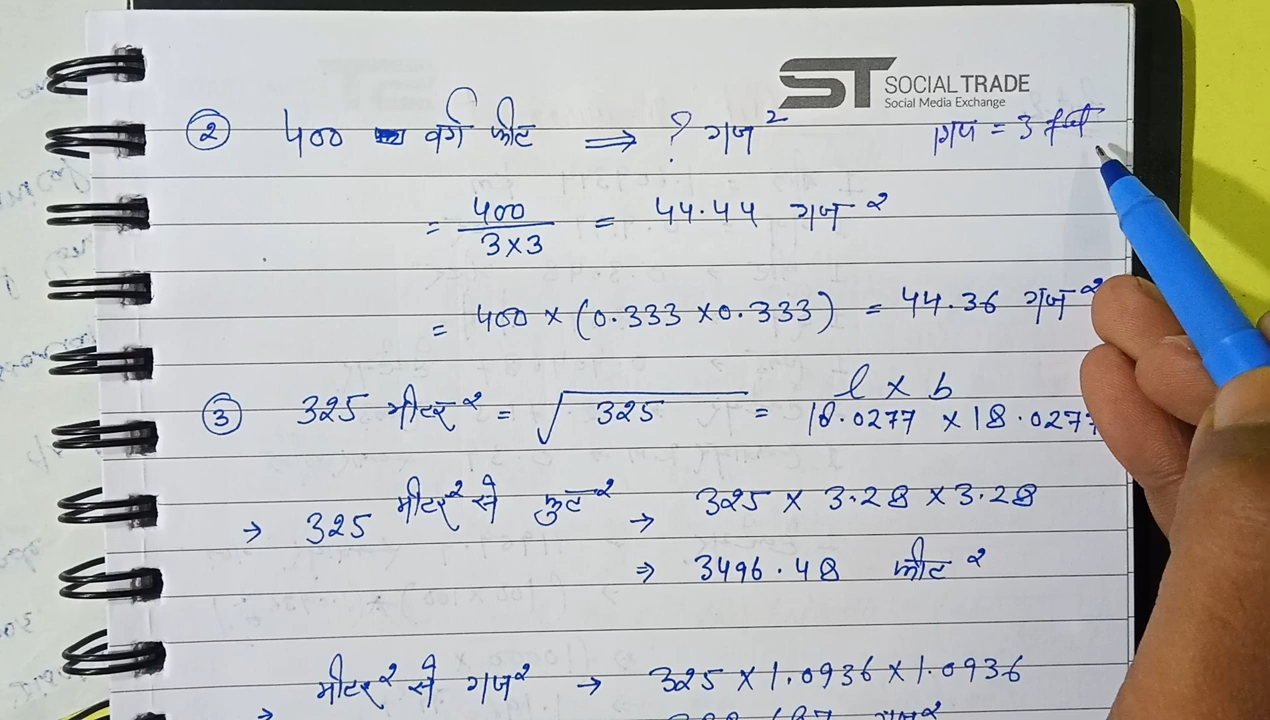 ST SOCIAL TRADE
Social Media Exchange
② 400 वर्ग फीट ⇒ ? गज²
गज = 3 फुट
= 400 / 3×3 = 44.44 गज²
= 400 × (0.333 × 0.333) = 44.36 गज²
③ 325 मीटर² = √325 = l × b
18.0277 × 18.0277
→ 325 मीटर² से फुट² → 325 × 3.28 × 3.28
⇒ 3496.48 फीट²
मीटर² से गज² → 325 × 1.0936 × 1.0936